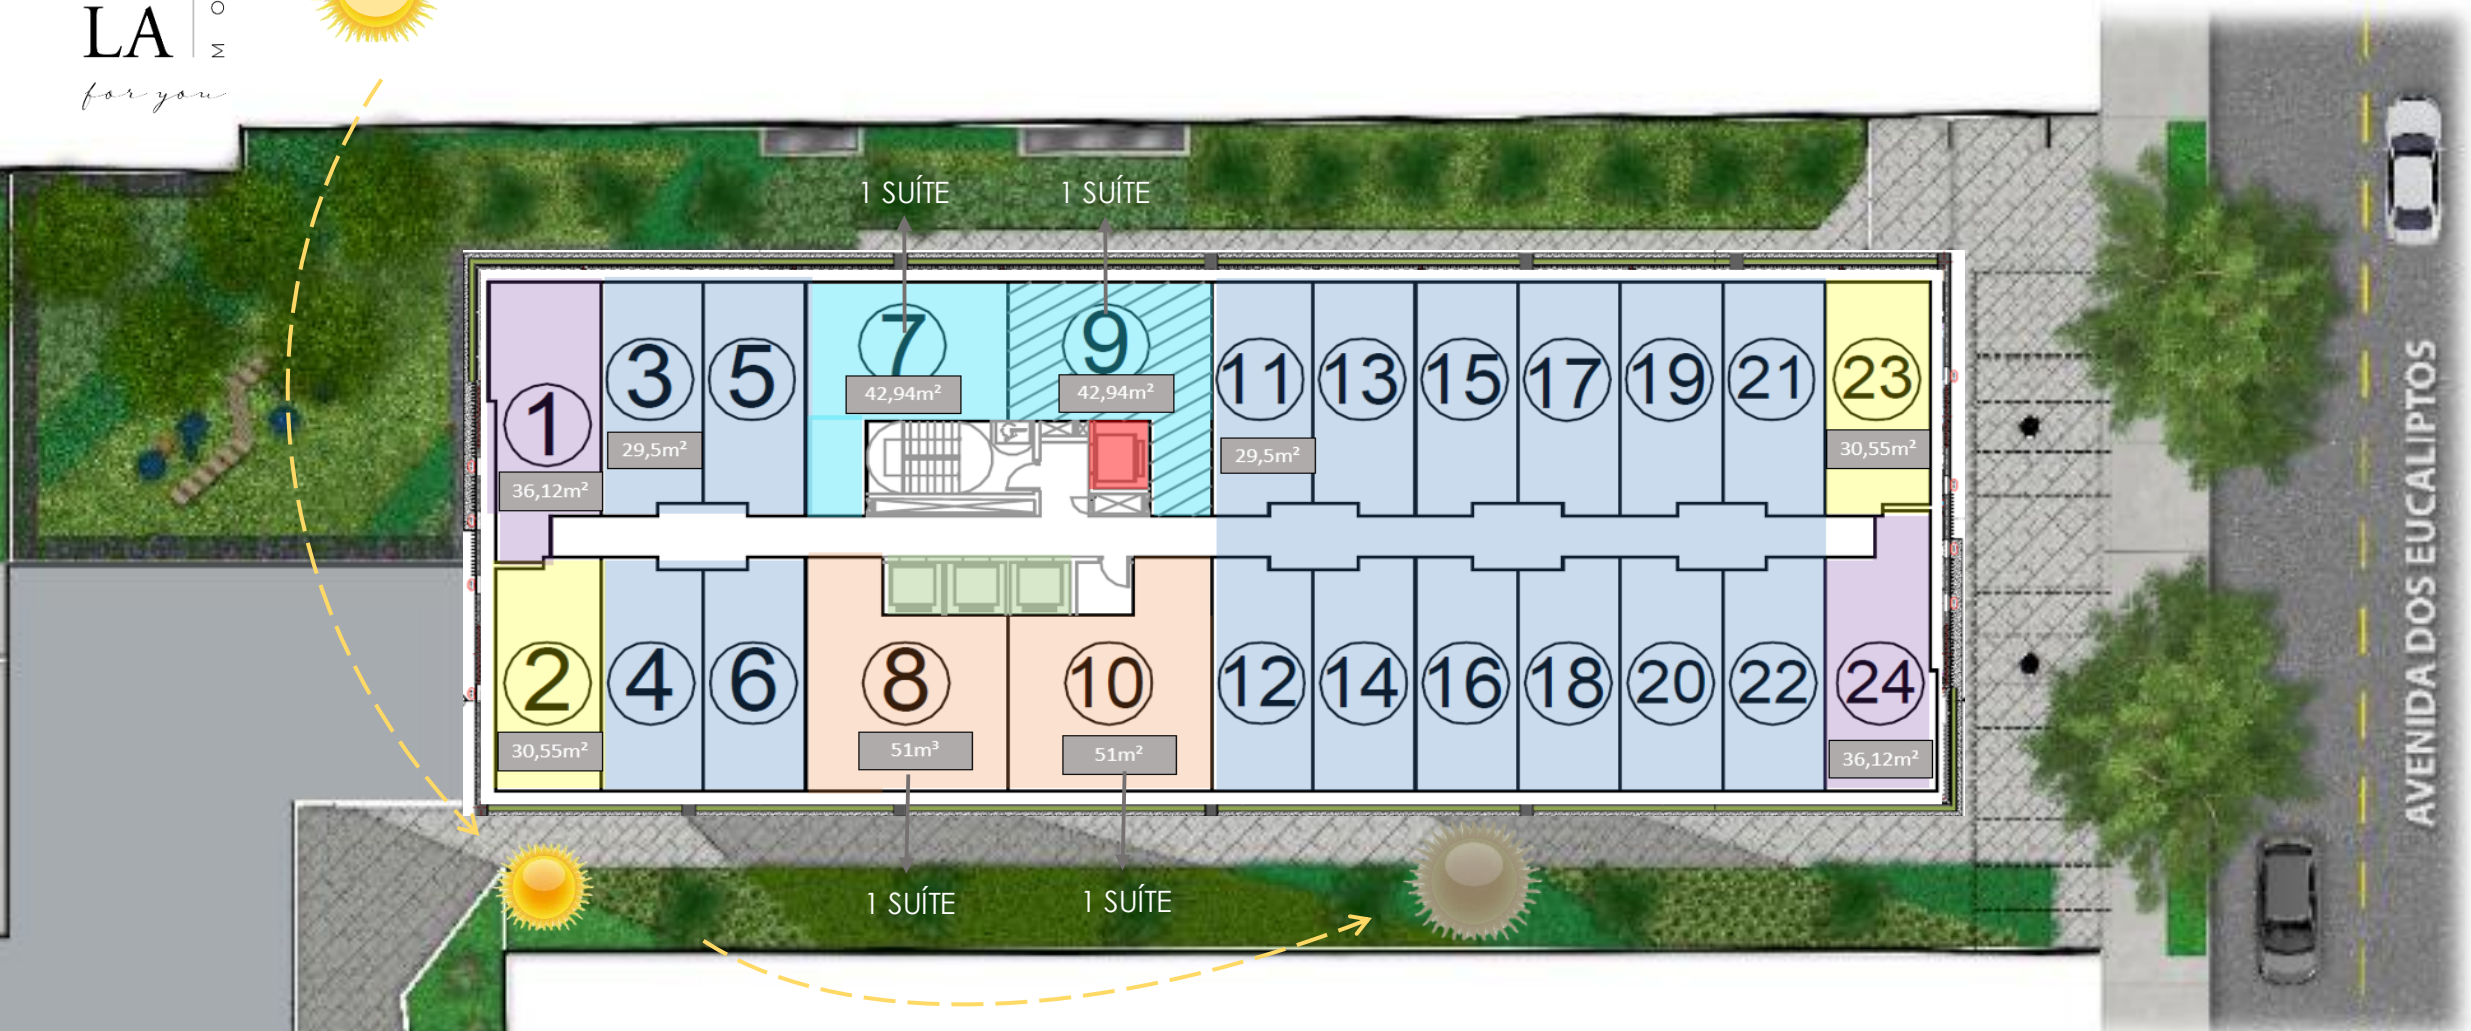 LA
MO
for you
1 SUÍTE
1 SUÍTE
1
36,12m²
3
29,5m²
5
7
42,94m²
9
42,94m²
11
29,5m²
13
15
17
19
21
23
30,55m²
2
30,55m²
4
6
8
51m³
10
51m²
12
14
16
18
20
22
24
36,12m²
1 SUÍTE
1 SUÍTE
AVENIDA DOS EUCALIPTOS